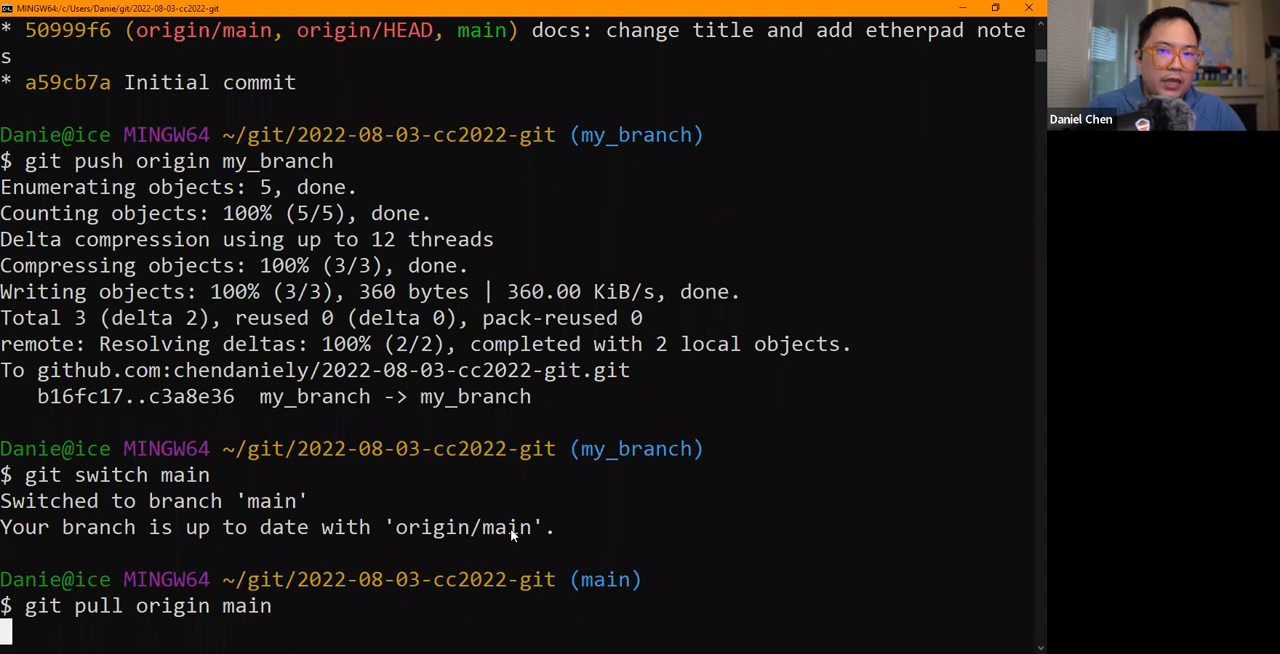 MINGW64:/c/Users/Danie/git/2022-08-03-cc2022-git
* 50999f6 (origin/main, origin/HEAD, main) docs: change title and add etherpad note
s
* a59cb7a Initial commit
Danie@ice MINGW64 ~/git/2022-08-03-cc2022-git (my_branch)
$ git push origin my_branch
Enumerating objects: 5, done.
Counting objects: 100% (5/5), done.
Delta compression using up to 12 threads
Compressing objects: 100% (3/3), done.
Writing objects: 100% (3/3), 360 bytes | 360.00 KiB/s, done.
Total 3 (delta 2), reused 0 (delta 0), pack-reused 0
remote: Resolving deltas: 100% (2/2), completed with 2 local objects.
To github.com:chendaniely/2022-08-03-cc2022-git.git
b16fc17..c3a8e36  my_branch -> my_branch
Danie@ice MINGW64 ~/git/2022-08-03-cc2022-git (my_branch)
$ git switch main
Switched to branch 'main'
Your branch is up to date with 'origin/main'.
Danie@ice MINGW64 ~/git/2022-08-03-cc2022-git (main)
$ git pull origin main
Daniel Chen